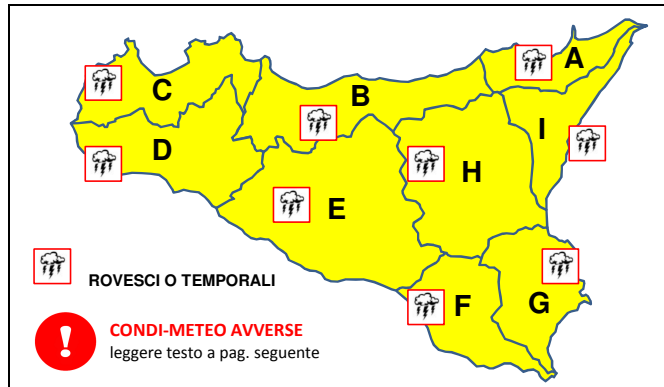 A
C
B
I
D
H
E
F
G
ROVESCI O TEMPORALI
!
CONDI-METEO AVVERSE
leggere testo a pag. seguente